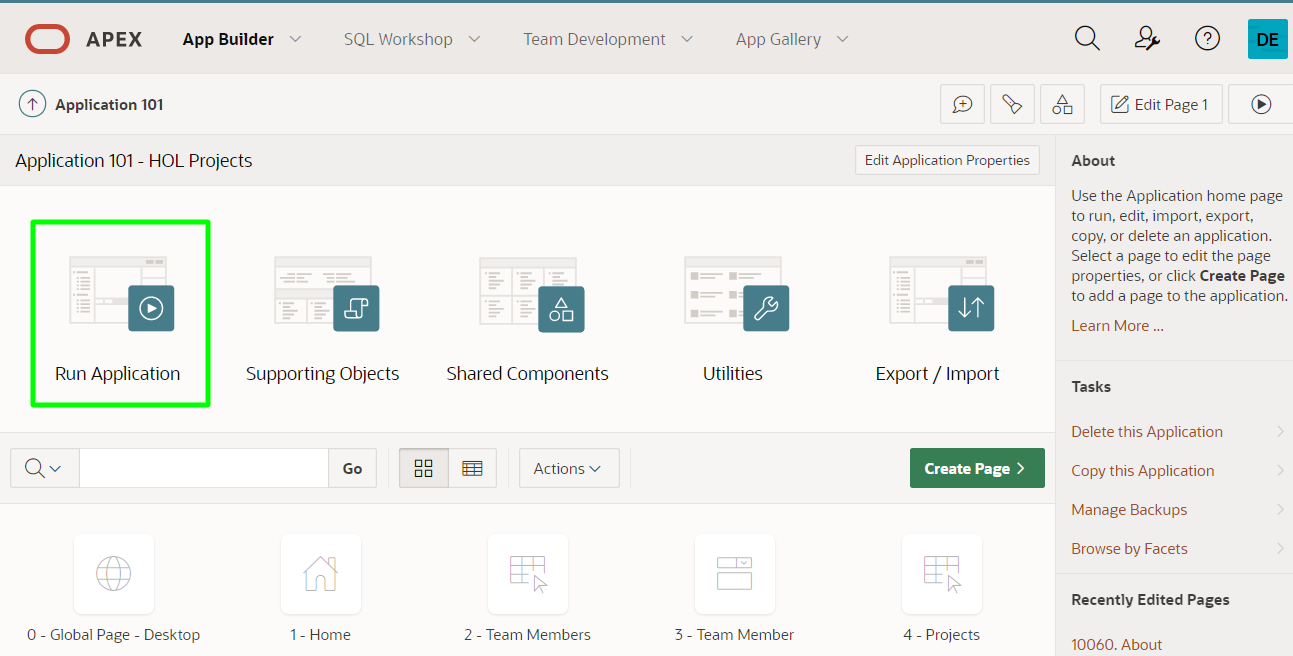 APEX App Builder SQL Workshop Team Development App Gallery DE
Application 101 Edit Page 1
Application 101 - HOL Projects Edit Application Properties
Run Application Supporting Objects Shared Components Utilities Export / Import
Go Actions Create Page
0 - Global Page - Desktop 1 - Home 2 - Team Members 3 - Team Member 4 - Projects
About
Use the Application home page
to run, edit, import, export,
copy, or delete an application.
Select a page to edit the page
properties, or click Create Page
to add a page to the application.
Learn More ...
Tasks
Delete this Application
Copy this Application
Manage Backups
Browse by Facets
Recently Edited Pages
10060. About